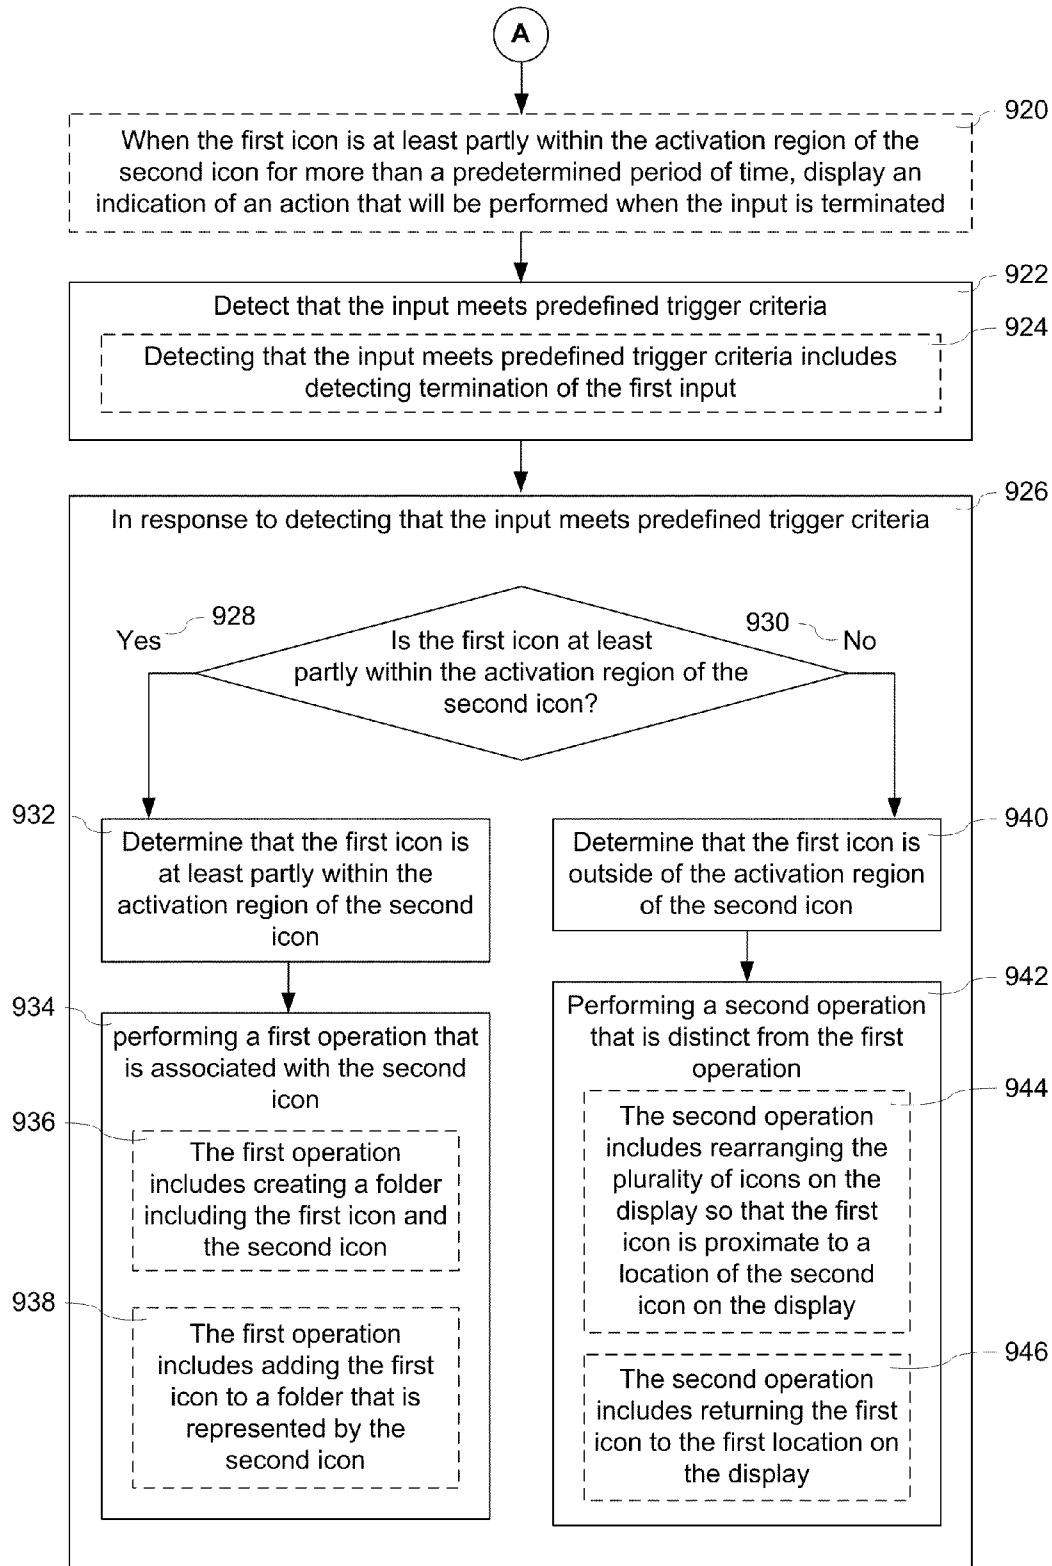 A
920
When the first icon is at least partly within the activation region of the
second icon for more than a predetermined period of time, display an
indication of an action that will be performed when the input is terminated
922
Detect that the input meets predefined trigger criteria
924
Detecting that the input meets predefined trigger criteria includes
detecting termination of the first input
926
In response to detecting that the input meets predefined trigger criteria
Yes
928
930
No
Is the first icon at least
partly within the activation region of the
second icon?
932
Determine that the first icon is
at least partly within the
activation region of the second
icon
934
performing a first operation that
is associated with the second
icon
936
The first operation
includes creating a folder
including the first icon and
the second icon
938
The first operation
includes adding the first
icon to a folder that is
represented by the
second icon
940
Determine that the first icon is
outside of the activation region
of the second icon
942
Performing a second operation
that is distinct from the first
operation
944
The second operation
includes rearranging the
plurality of icons on the
display so that the first
icon is proximate to a
location of the second
icon on the display
946
The second operation
includes returning the first
icon to the first location on
the display